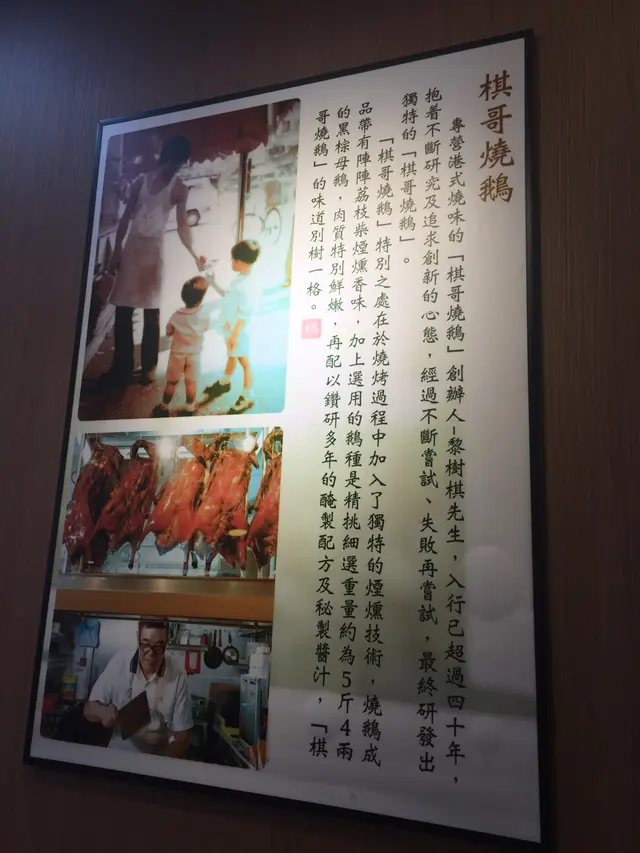 棋哥燒鵝
專營港式燒味的「棋哥燒鵝」創辦人–黎樹棋先生，入行已超過四十年，
抱着不斷研究及追求創新的心態，經過不斷嘗試、失敗再嘗試，最終研發出
獨特的「棋哥燒鵝」。
「棋哥燒鵝」特別之處在於燒烤過程中加入了獨特的煙燻技術，燒鵝成
品帶有陣陣荔枝柴煙燻香味，加上選用的鵝種是精挑細選重量約為5斤4兩
的黑棕母鵝，肉質特別鮮嫩，再配以鑽研多年的醃製配方及秘製醬汁，「棋
哥燒鵝」的味道別樹一格。